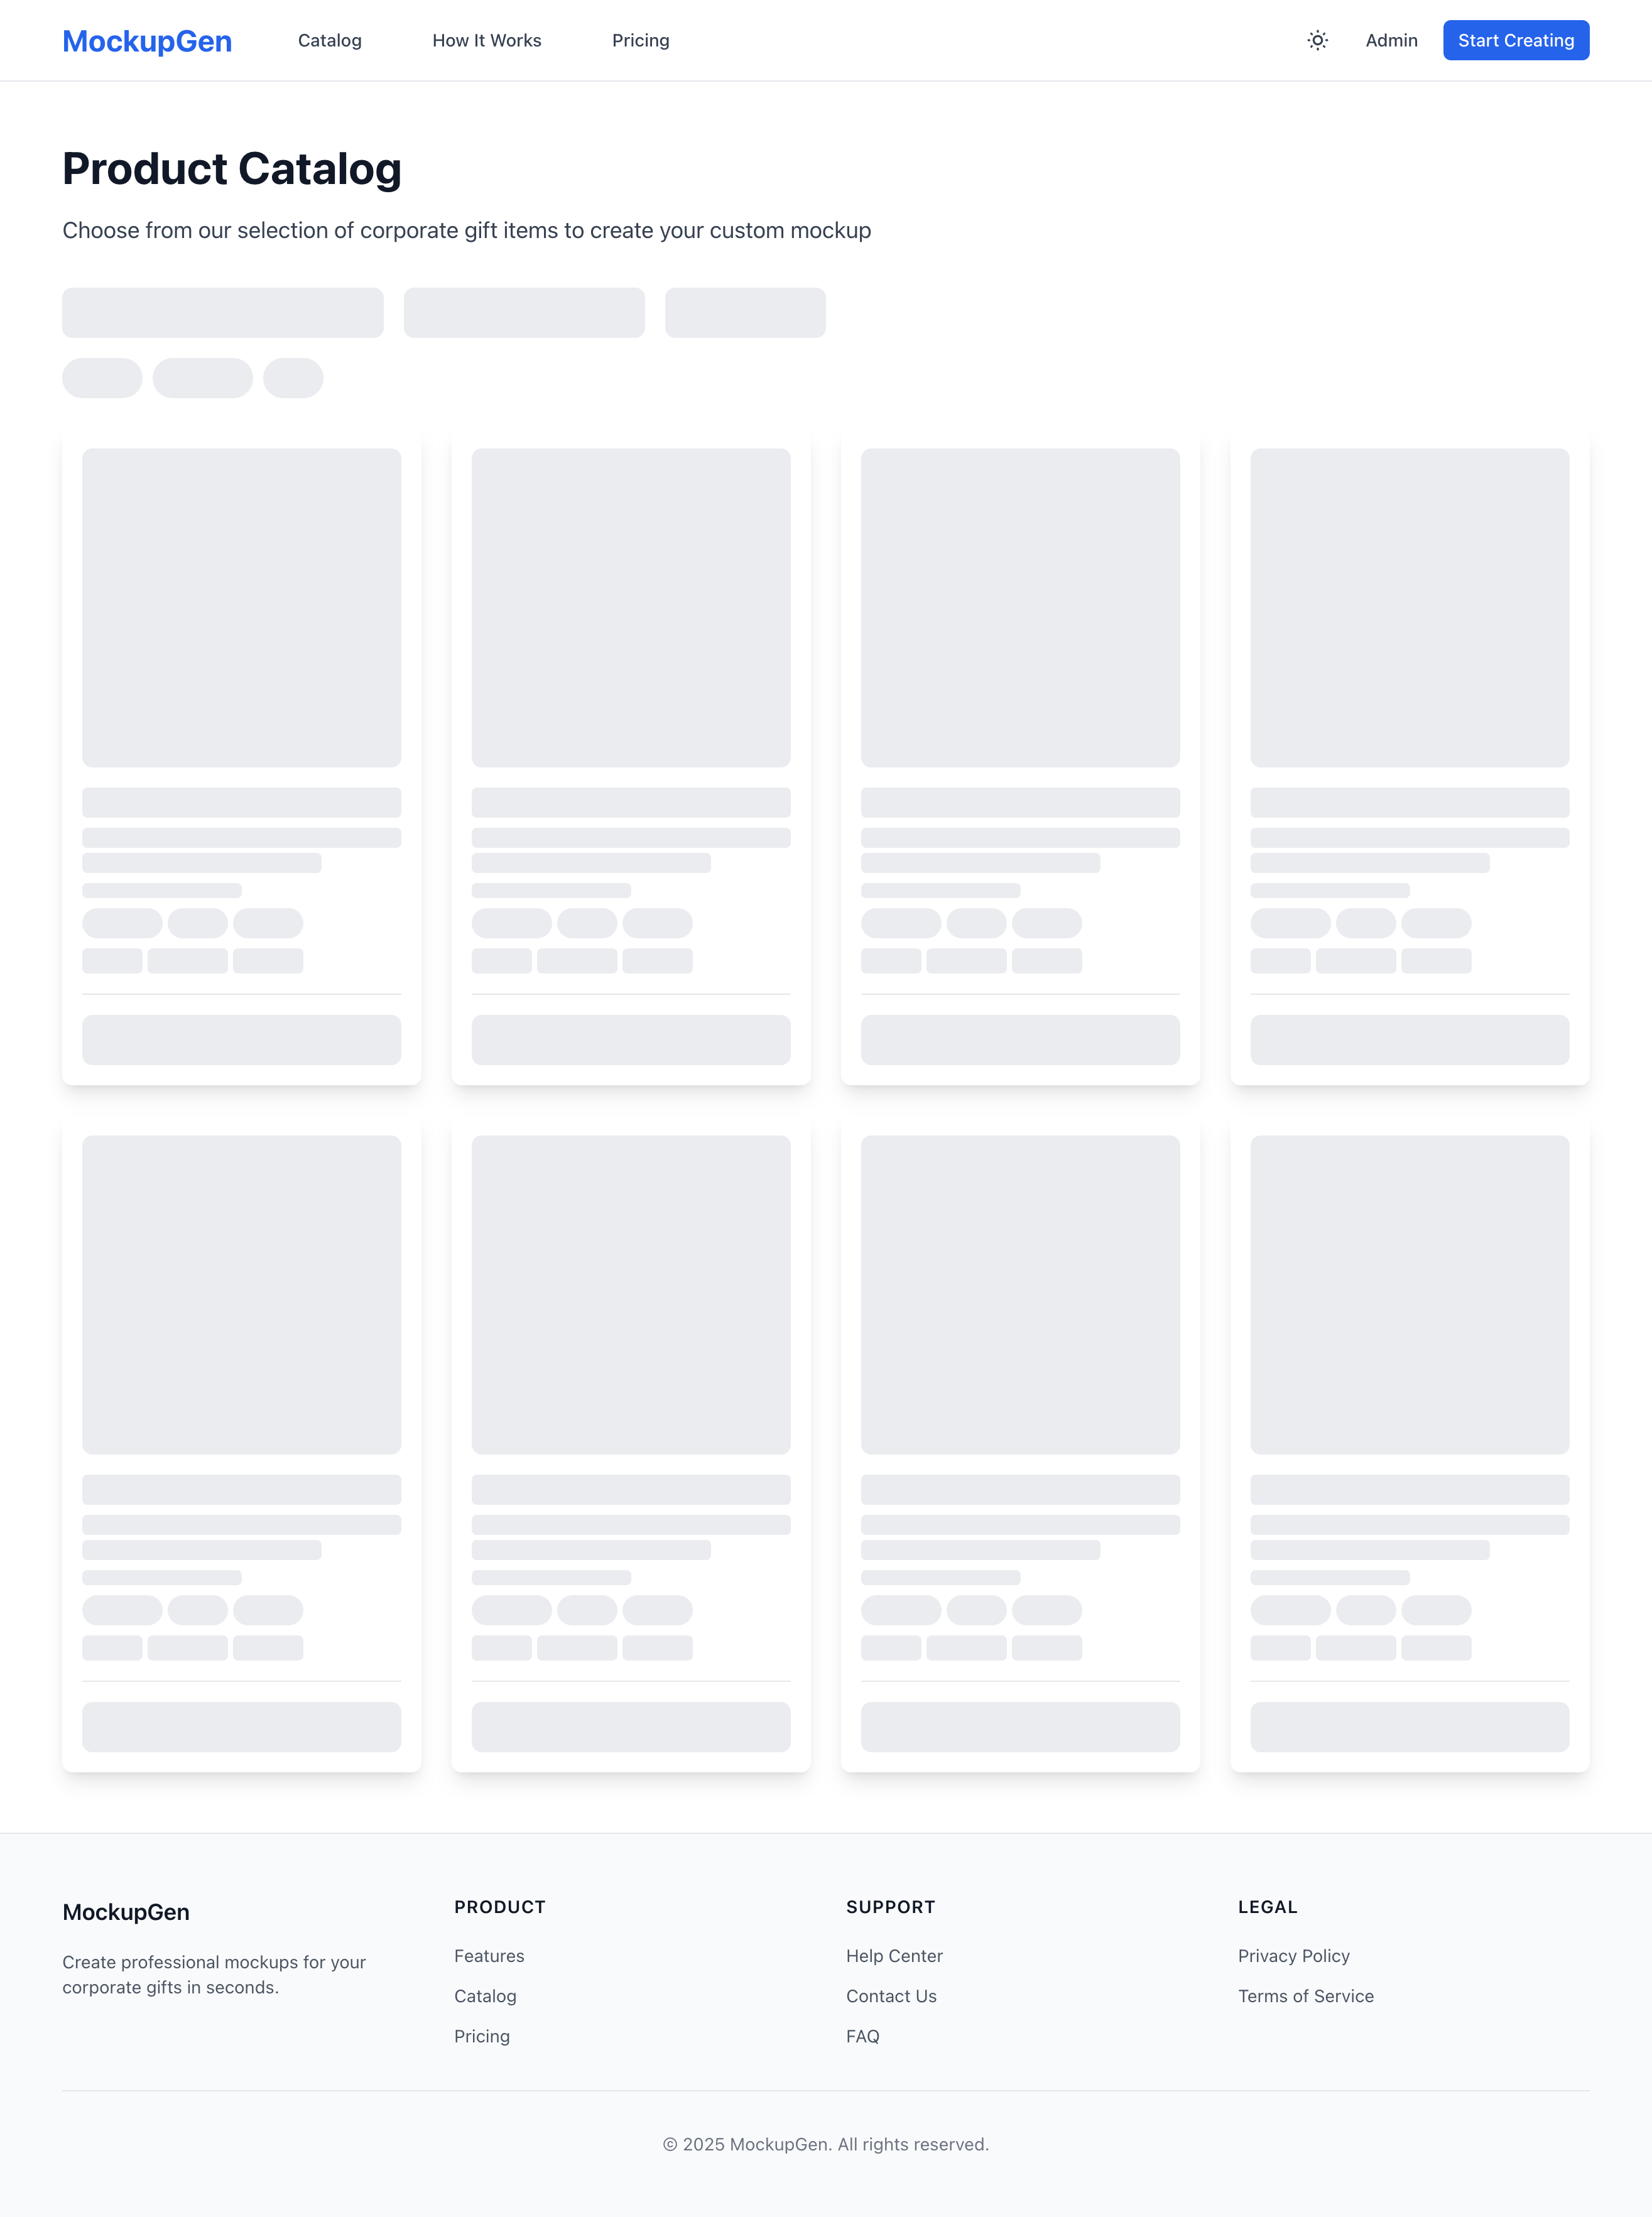 MockupGen
Catalog
How It Works
Pricing
Admin
Start Creating
Product Catalog
Choose from our selection of corporate gift items to create your custom mockup
MockupGen
Create professional mockups for your
corporate gifts in seconds.
PRODUCT
Features
Catalog
Pricing
SUPPORT
Help Center
Contact Us
FAQ
LEGAL
Privacy Policy
Terms of Service
© 2025 MockupGen. All rights reserved.